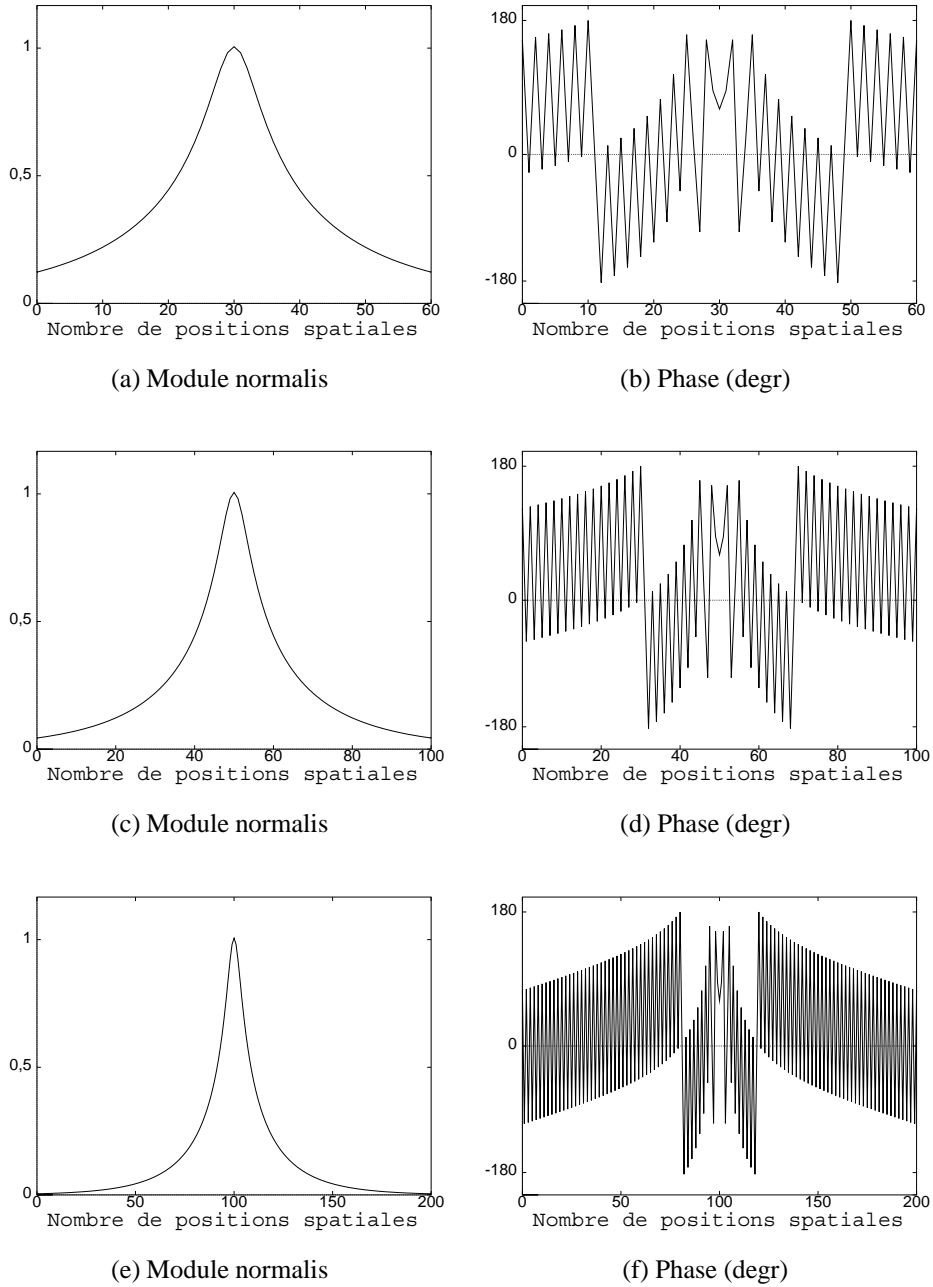 1
0,5
0
0 10 20 30 40 50 60
Nombre de positions spatiales
(a) Module normalis
180
0
-180
0 10 20 30 40 50 60
Nombre de positions spatiales
(b) Phase (degr)
1
0,5
0
0 20 40 60 80 100
Nombre de positions spatiales
(c) Module normalis
180
0
-180
0 20 40 60 80 100
Nombre de positions spatiales
(d) Phase (degr)
1
0,5
0
0 50 100 150 200
Nombre de positions spatiales
(e) Module normalis
180
0
-180
0 50 100 150 200
Nombre de positions spatiales
(f) Phase (degr)